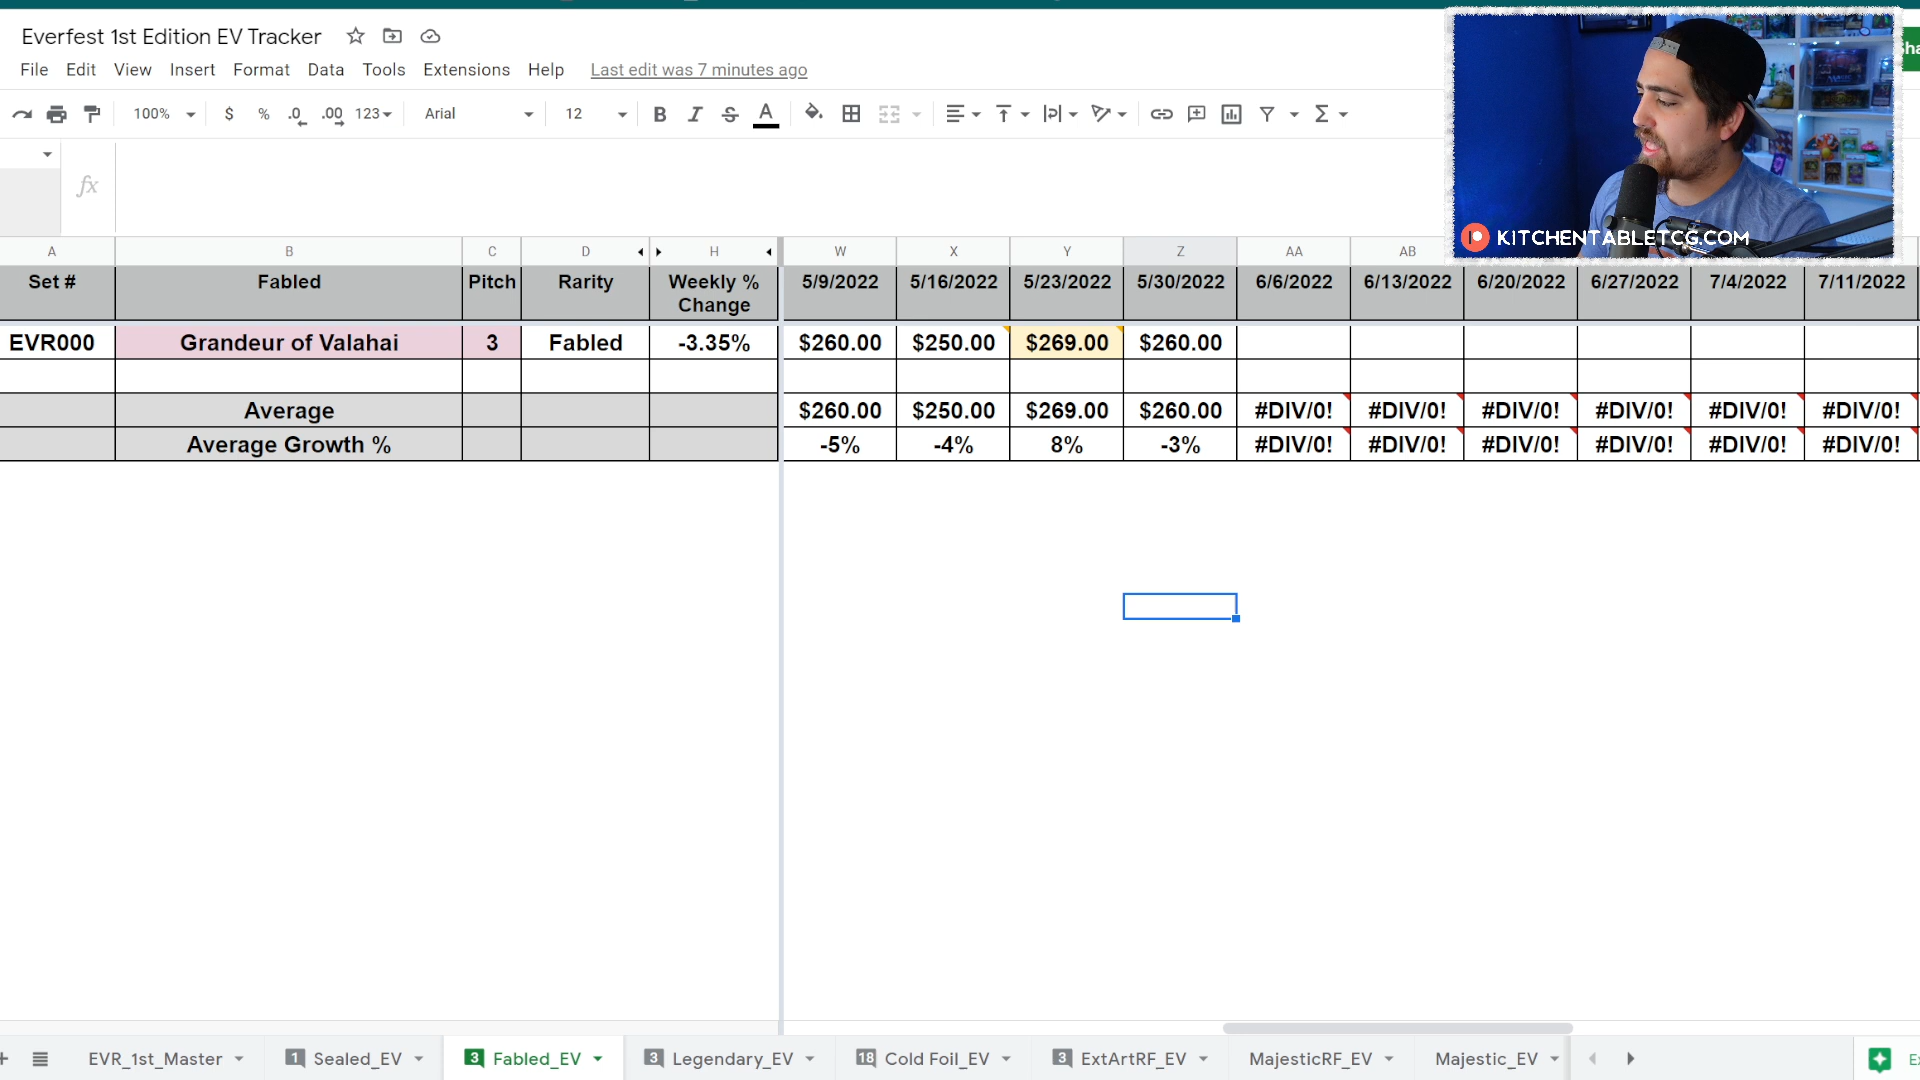 Everfest 1st Edition EV Tracker
File Edit View Insert Format Data Tools Extensions Help Last edit was 7 minutes ago
100% $ % .0 .00 123 Arial 12 B I S A
fx
KITCHENTABLETCG.COM
A B C D H W X Y Z AA AB
Set # Fabled Pitch Rarity Weekly % Change 5/9/2022 5/16/2022 5/23/2022 5/30/2022 6/6/2022 6/13/2022 6/20/2022 6/27/2022 7/4/2022 7/11/2022
EVR000 Grandeur of Valahai 3 Fabled -3.35% $260.00 $250.00 $269.00 $260.00
Average $260.00 $250.00 $269.00 $260.00 #DIV/0! #DIV/0! #DIV/0! #DIV/0! #DIV/0! #DIV/0!
Average Growth % -5% -4% 8% -3% #DIV/0! #DIV/0! #DIV/0! #DIV/0! #DIV/0! #DIV/0!
EVR_1st_Master 1 Sealed_EV 3 Fabled_EV 3 Legendary_EV 18 Cold Foil_EV 3 ExtArtRF_EV MajesticRF_EV Majestic_EV